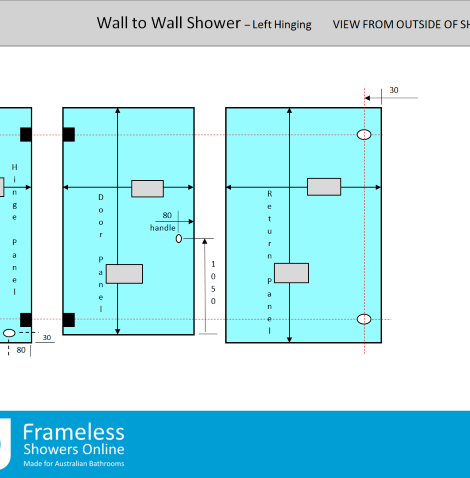 Wall to Wall Shower – Left Hinging VIEW FROM OUTSIDE OF SH
30
Hinge Panel
Door Panel
Return Panel
80
handle
1050
30
80
Frameless
Showers Online
Made for Australian Bathrooms